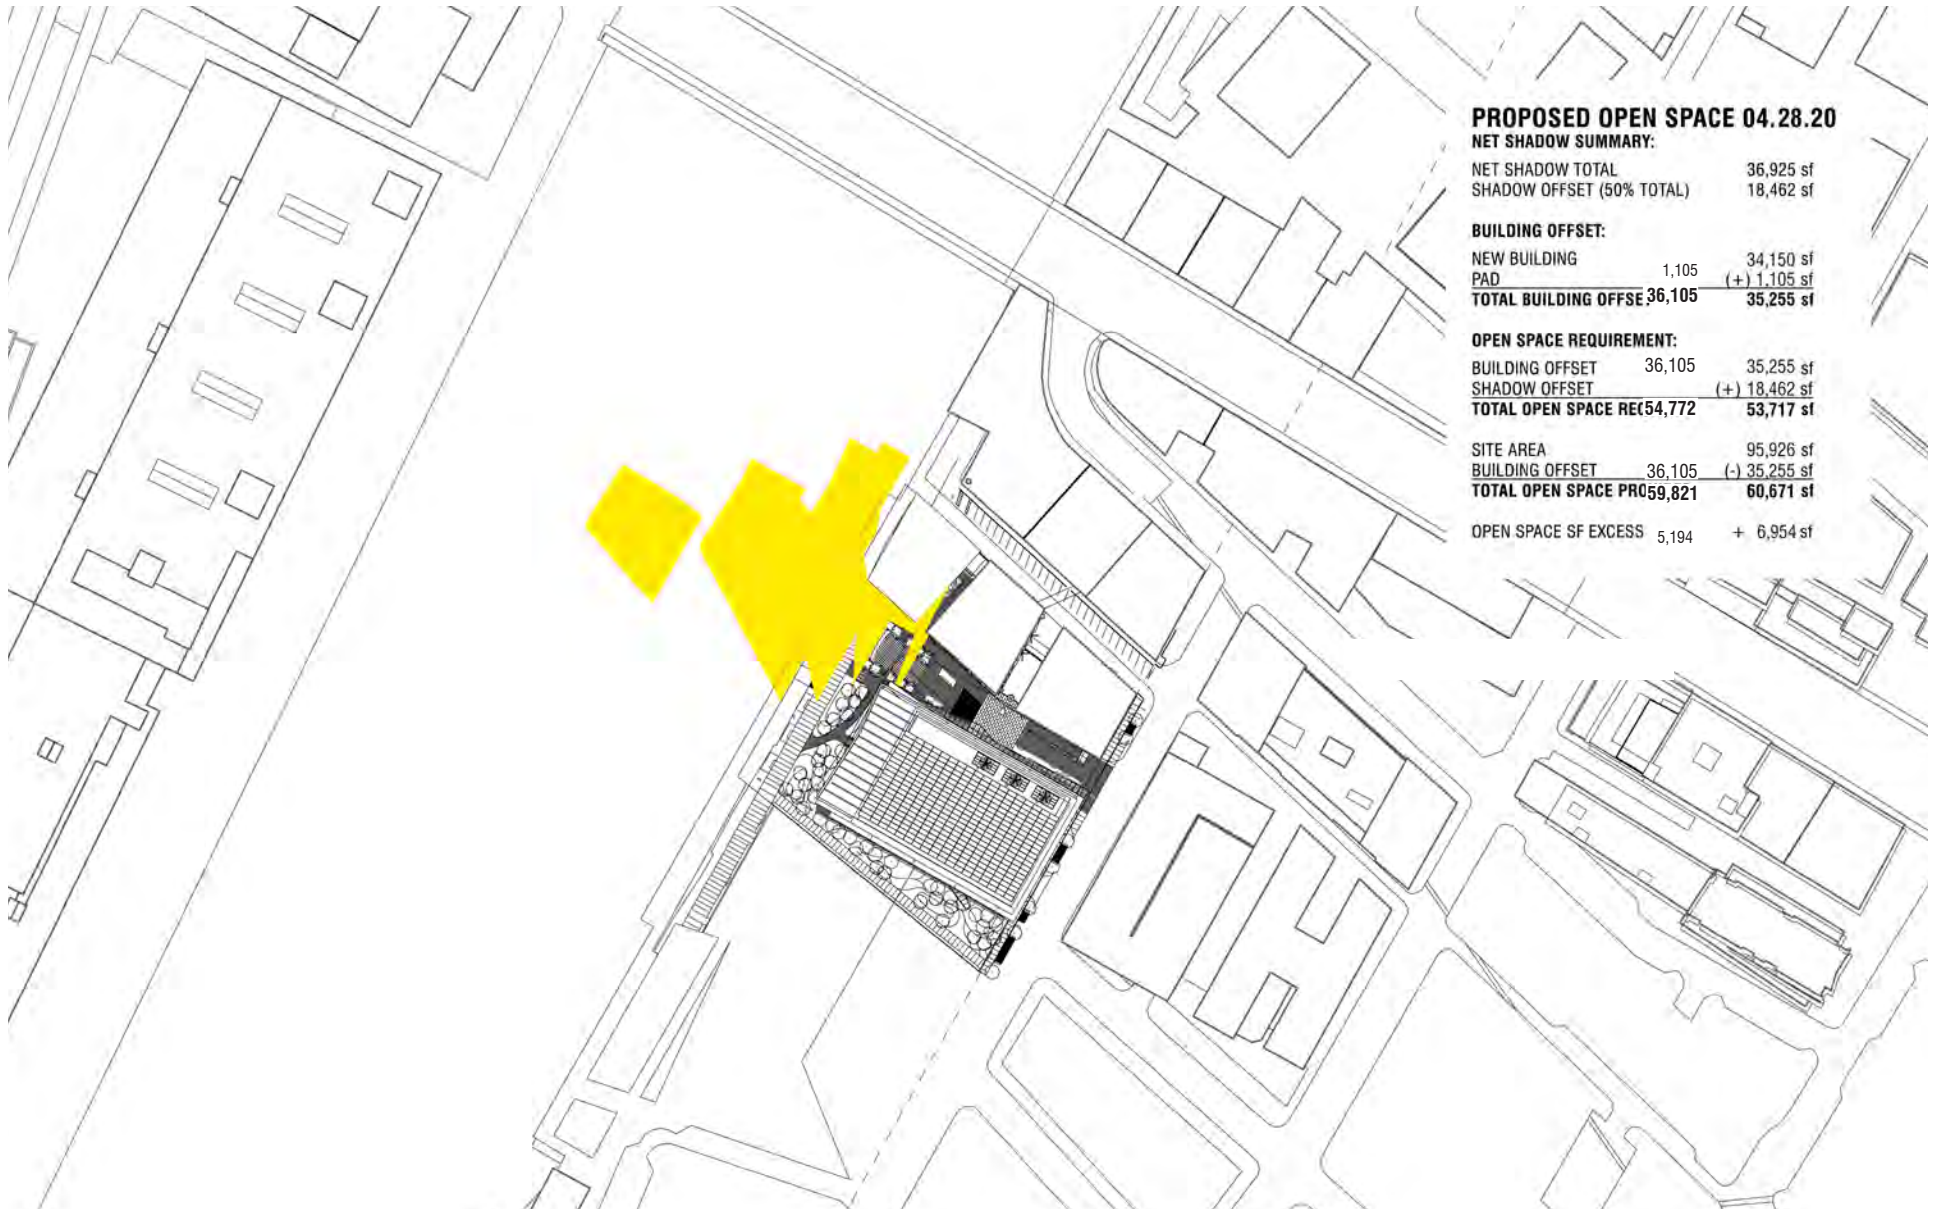 PROPOSED OPEN SPACE 04.28.20
NET SHADOW SUMMARY:
NET SHADOW TOTAL 36,925 sf
SHADOW OFFSET (50% TOTAL) 18,462 sf
BUILDING OFFSET:
NEW BUILDING 34,150 sf
PAD 1,105 (+) 1,105 sf
TOTAL BUILDING OFFSE 36,105 35,255 sf
OPEN SPACE REQUIREMENT:
BUILDING OFFSET 36,105 35,255 sf
SHADOW OFFSET (+) 18,462 sf
TOTAL OPEN SPACE REQ 54,772 53,717 sf
SITE AREA 95,926 sf
BUILDING OFFSET 36,105 (-) 35,255 sf
TOTAL OPEN SPACE PRO 59,821 60,671 sf
OPEN SPACE SF EXCESS 5,194 + 6,954 sf